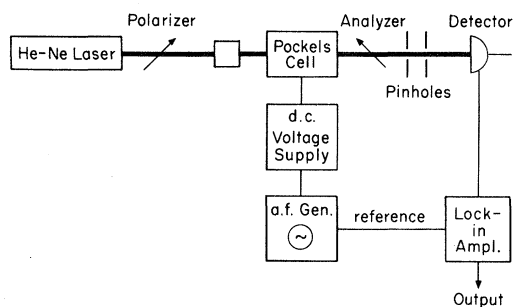 Polarizer
Analyzer
Detector
He-Ne Laser
Pockels
Cell
Pinholes
d.c.
Voltage
Supply
a.f. Gen.
~
reference
Lock-
in
Ampl.
Output